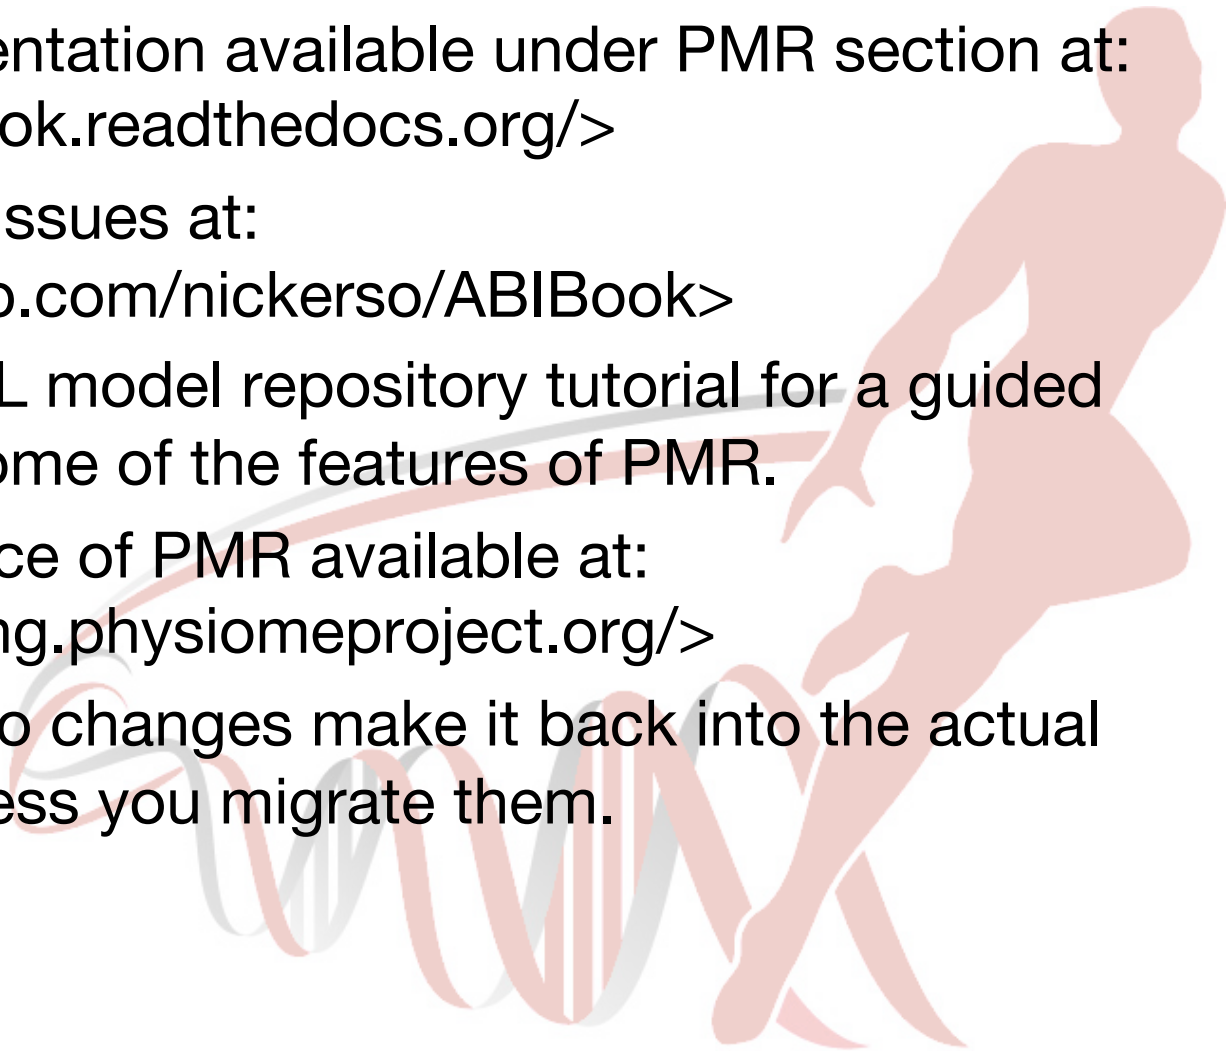 entation available under PMR section at:
ok.readthedocs.org/>
issues at:
b.com/nickerso/ABIBook>
L model repository tutorial for a guided
ome of the features of PMR.
ce of PMR available at:
ng.physiomeproject.org/>
o changes make it back into the actual
ess you migrate them.